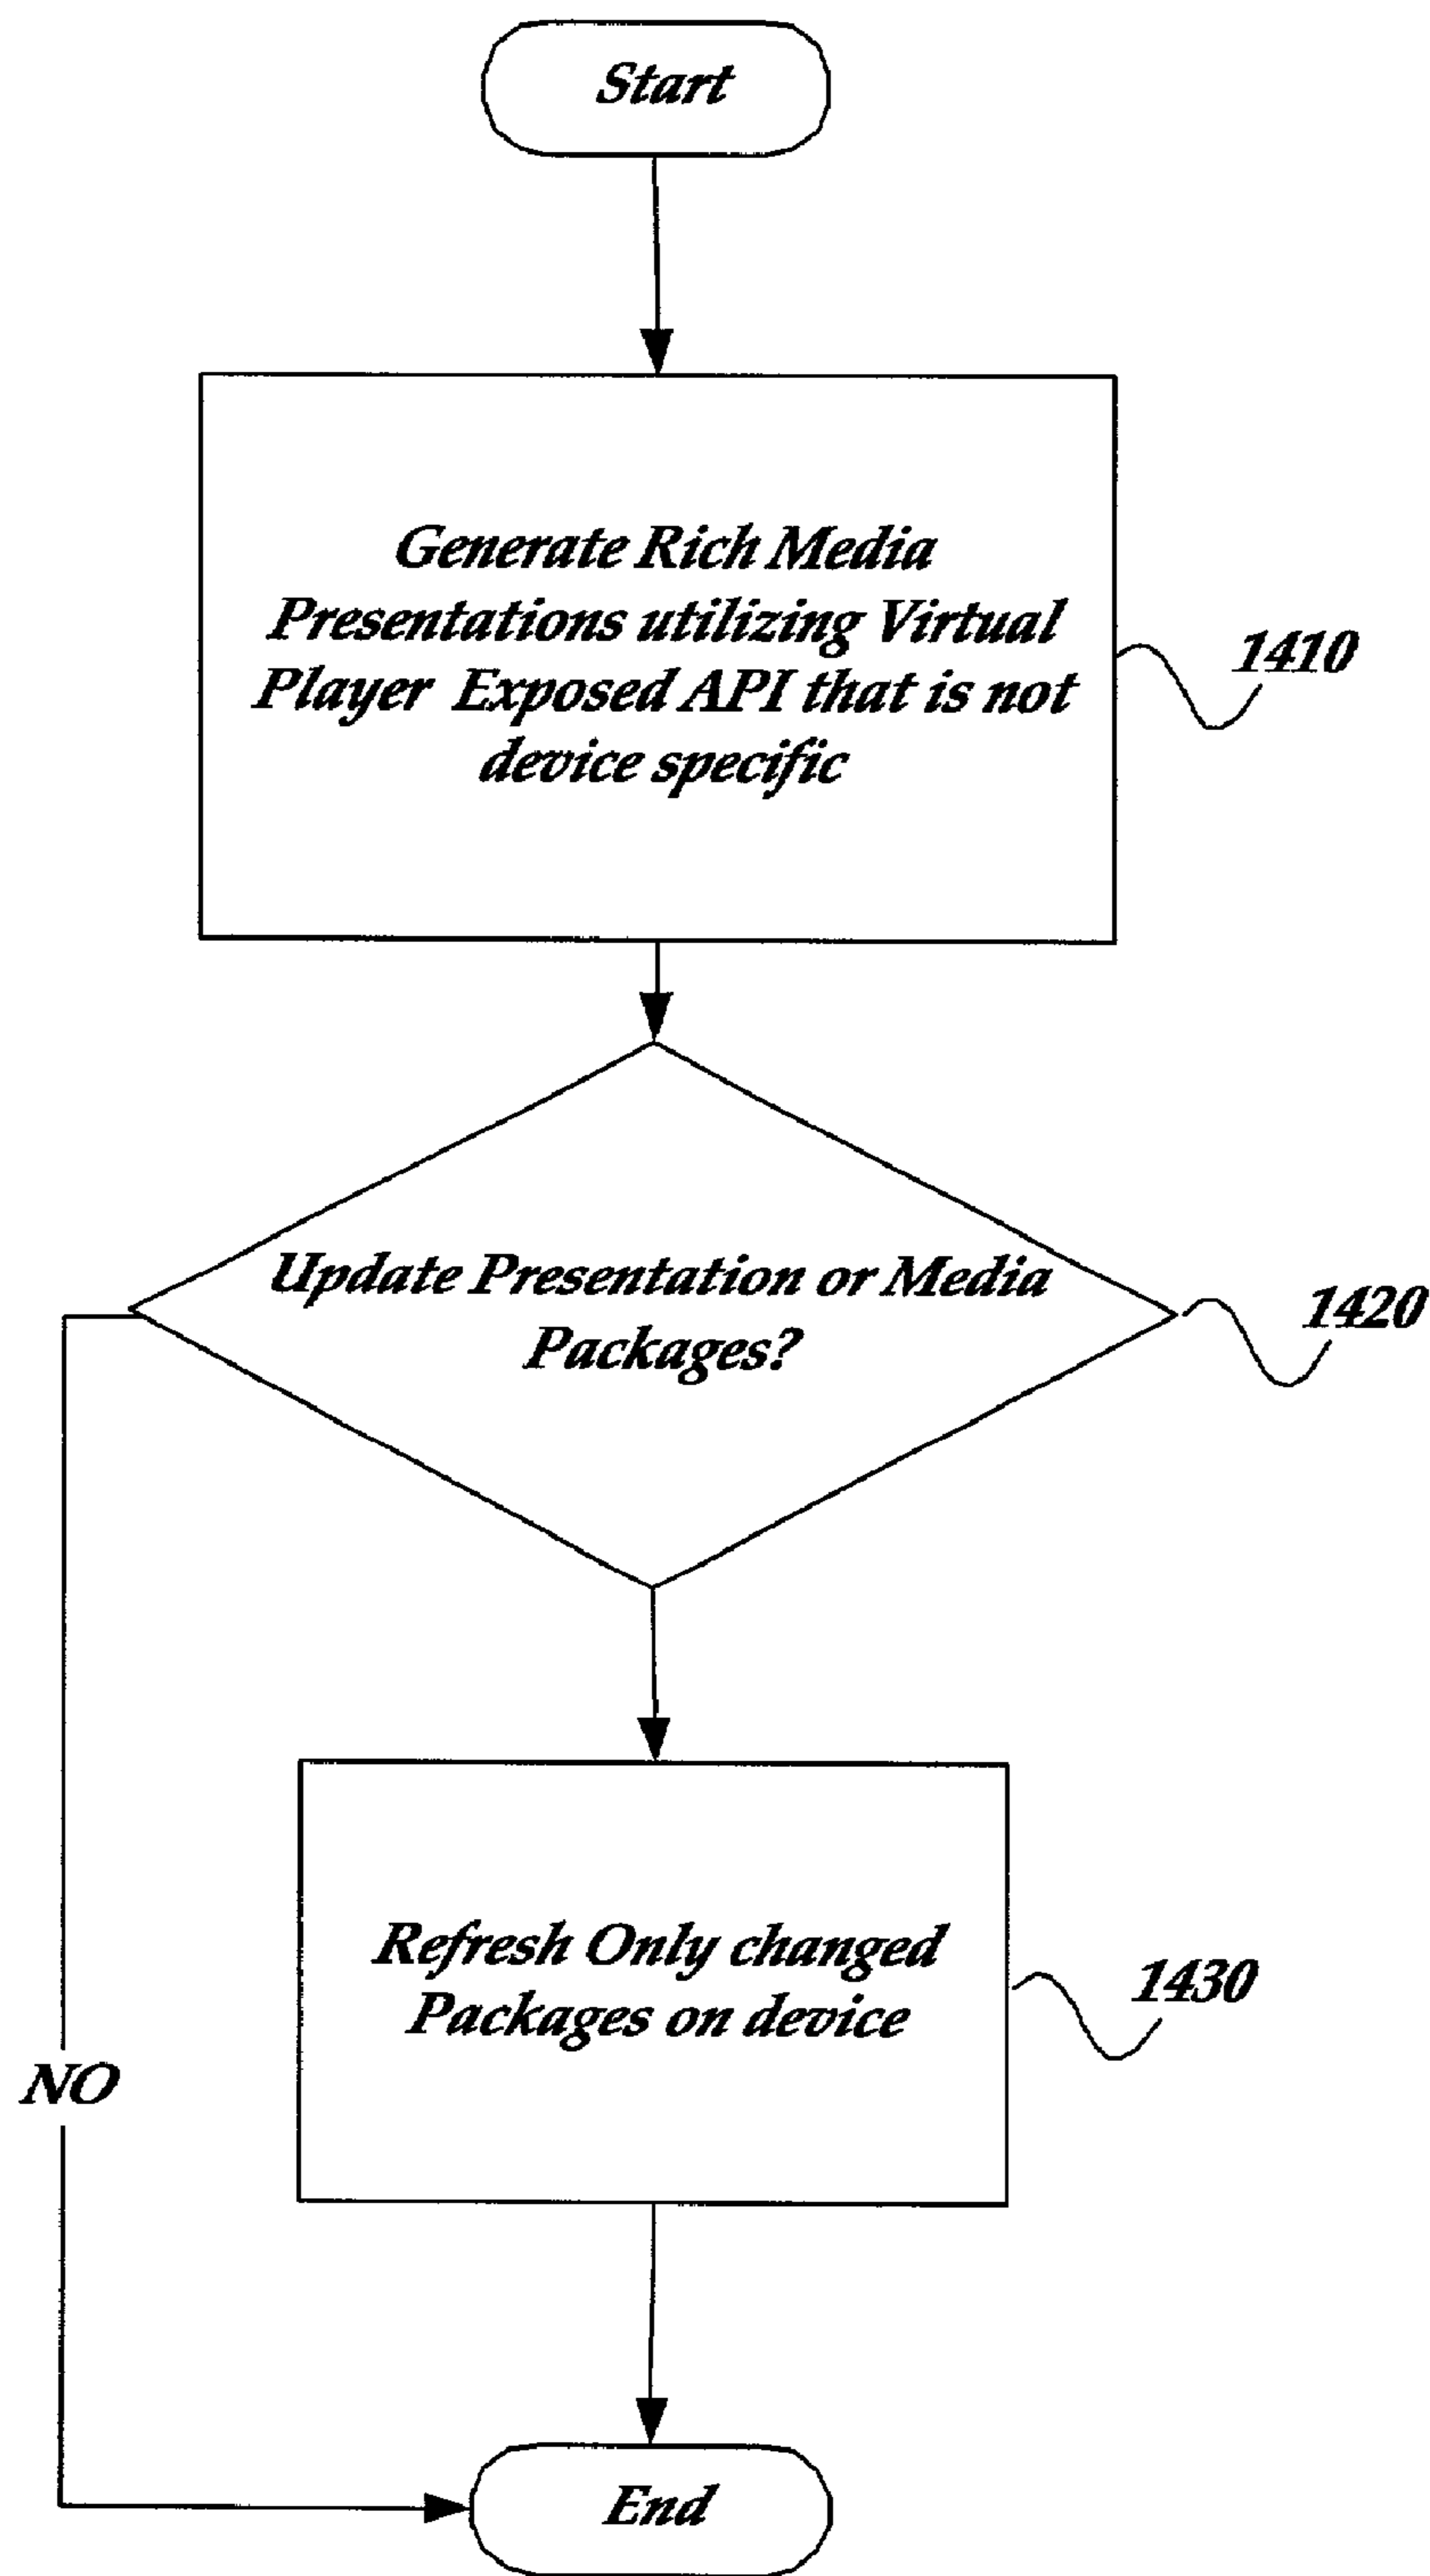 Start
Generate Rich Media
Presentations utilizing Virtual
Player Exposed API that is not
device specific
1410
Update Presentation or Media
Packages?
1420
Refresh Only changed
Packages on device
1430
NO
End